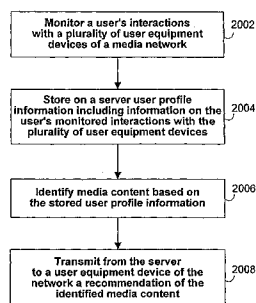 Monitor a user's interactions
with a plurality of user equipment
devices of a media network
2002
Store on a server user profile
information including information on the
user's monitored interactions with the
plurality of user equipment devices
2004
Identify media content based on
the stored user profile information
2006
Transmit from the server
to a user equipment device of the
network a recommendation of the
identified media content
2008